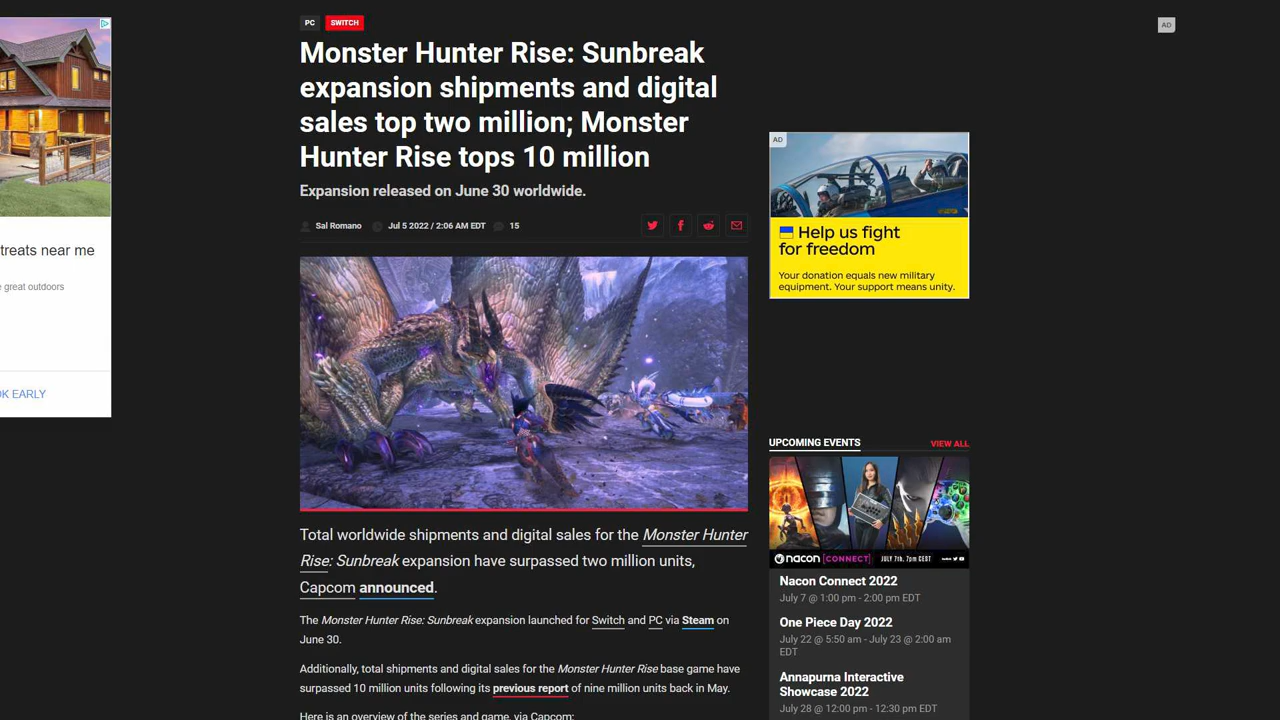 PC SWITCH
Monster Hunter Rise: Sunbreak
expansion shipments and digital
sales top two million; Monster
Hunter Rise tops 10 million
Expansion released on June 30 worldwide.
Sal Romano Jul 5 2022 / 2:06 AM EDT 15
Total worldwide shipments and digital sales for the Monster Hunter
Rise: Sunbreak expansion have surpassed two million units,
Capcom announced.
The Monster Hunter Rise: Sunbreak expansion launched for Switch and PC via Steam on
June 30.
Additionally, total shipments and digital sales for the Monster Hunter Rise base game have
surpassed 10 million units following its previous report of nine million units back in May.
Here is an overview of the series and game, via Capcom:
treats near me
great outdoors
OK EARLY
AD
AD
Help us fight
for freedom
Your donation equals new military
equipment. Your support means unity.
UPCOMING EVENTS VIEW ALL
nacon [CONNECT] JULY 7th, 7pm CEST
Nacon Connect 2022
July 7 @ 1:00 pm - 2:00 pm EDT
One Piece Day 2022
July 22 @ 5:50 am - July 23 @ 2:00 am
EDT
Annapurna Interactive
Showcase 2022
July 28 @ 12:00 pm - 12:30 pm EDT